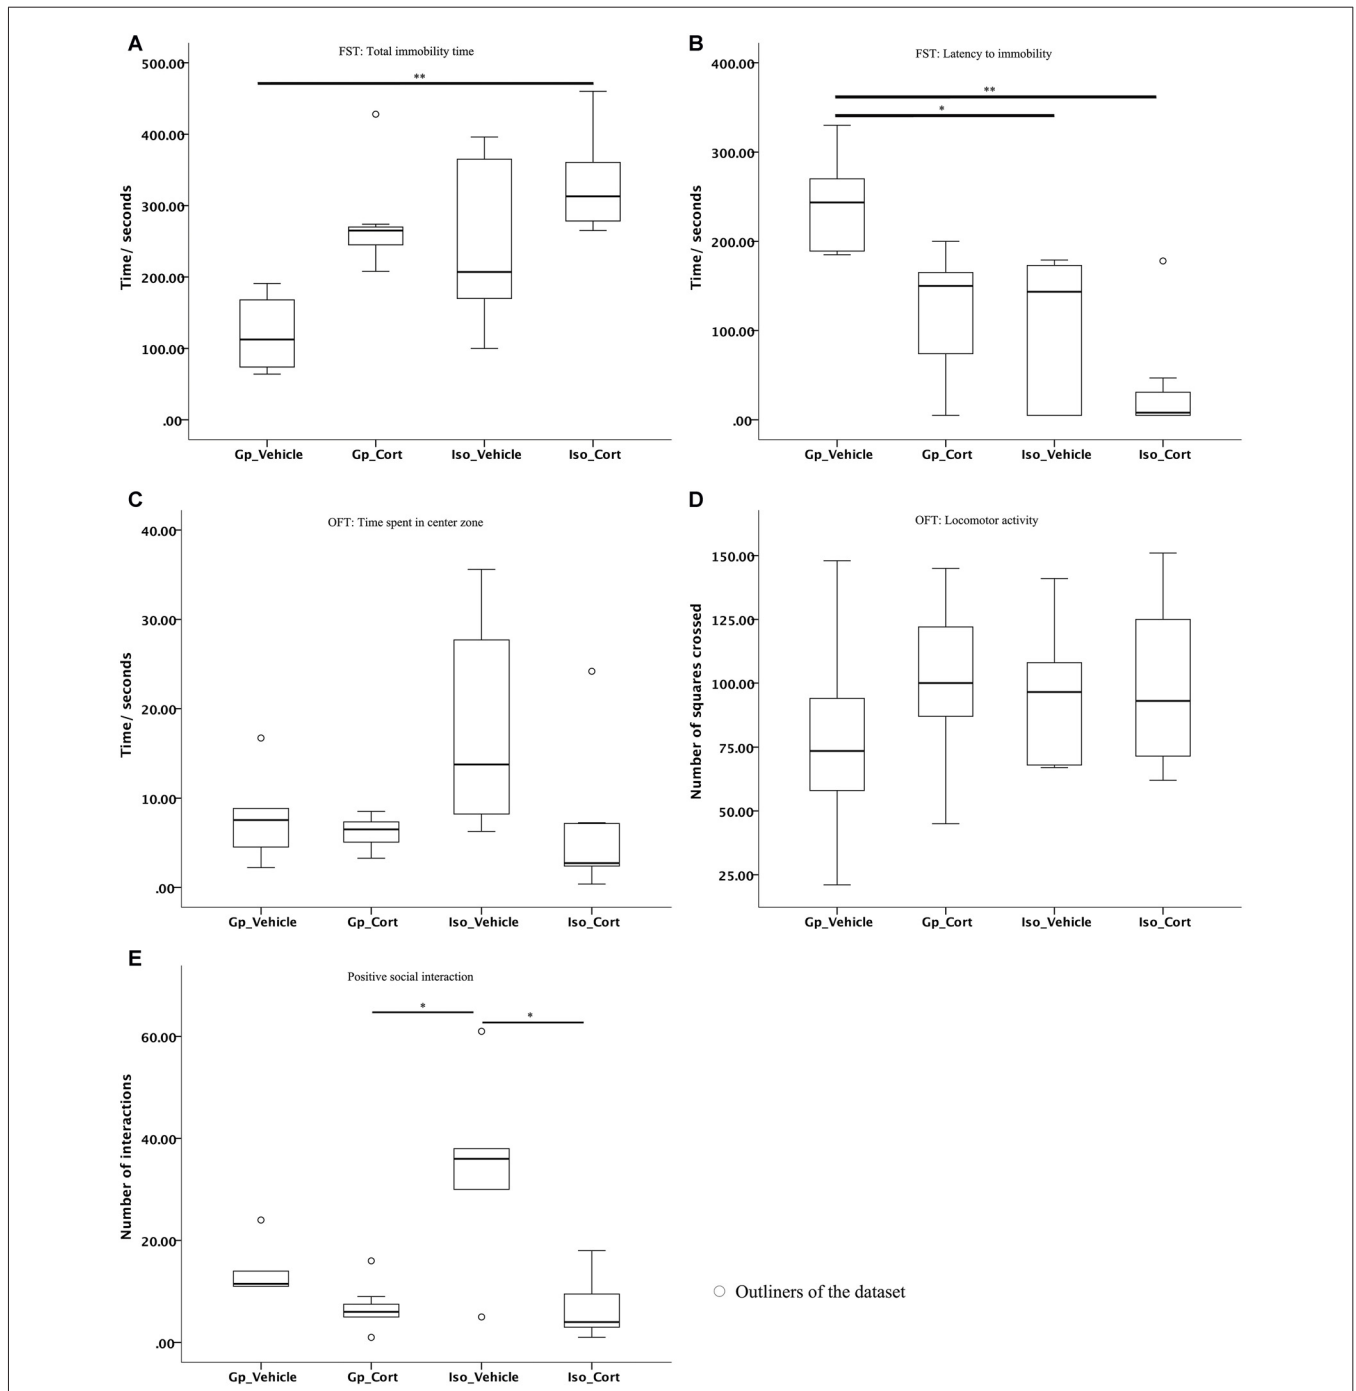 A
FST: Total immobility time
500.00
**
400.00
300.00
200.00
100.00
.00
Time/ seconds
Gp_Vehicle Gp_Cort Iso_Vehicle Iso_Cort
B
FST: Latency to immobility
400.00
**
*
300.00
200.00
100.00
.00
Time/ seconds
Gp_Vehicle Gp_Cort Iso_Vehicle Iso_Cort
C
OFT: Time spent in center zone
40.00
30.00
20.00
10.00
.00
Time/ seconds
Gp_Vehicle Gp_Cort Iso_Vehicle Iso_Cort
D
OFT: Locomotor activity
150.00
125.00
100.00
75.00
50.00
25.00
Number of squares crossed
Gp_Vehicle Gp_Cort Iso_Vehicle Iso_Cort
E
Positive social interaction
*
*
60.00
40.00
20.00
.00
Number of interactions
Gp_Vehicle Gp_Cort Iso_Vehicle Iso_Cort
Outliners of the dataset